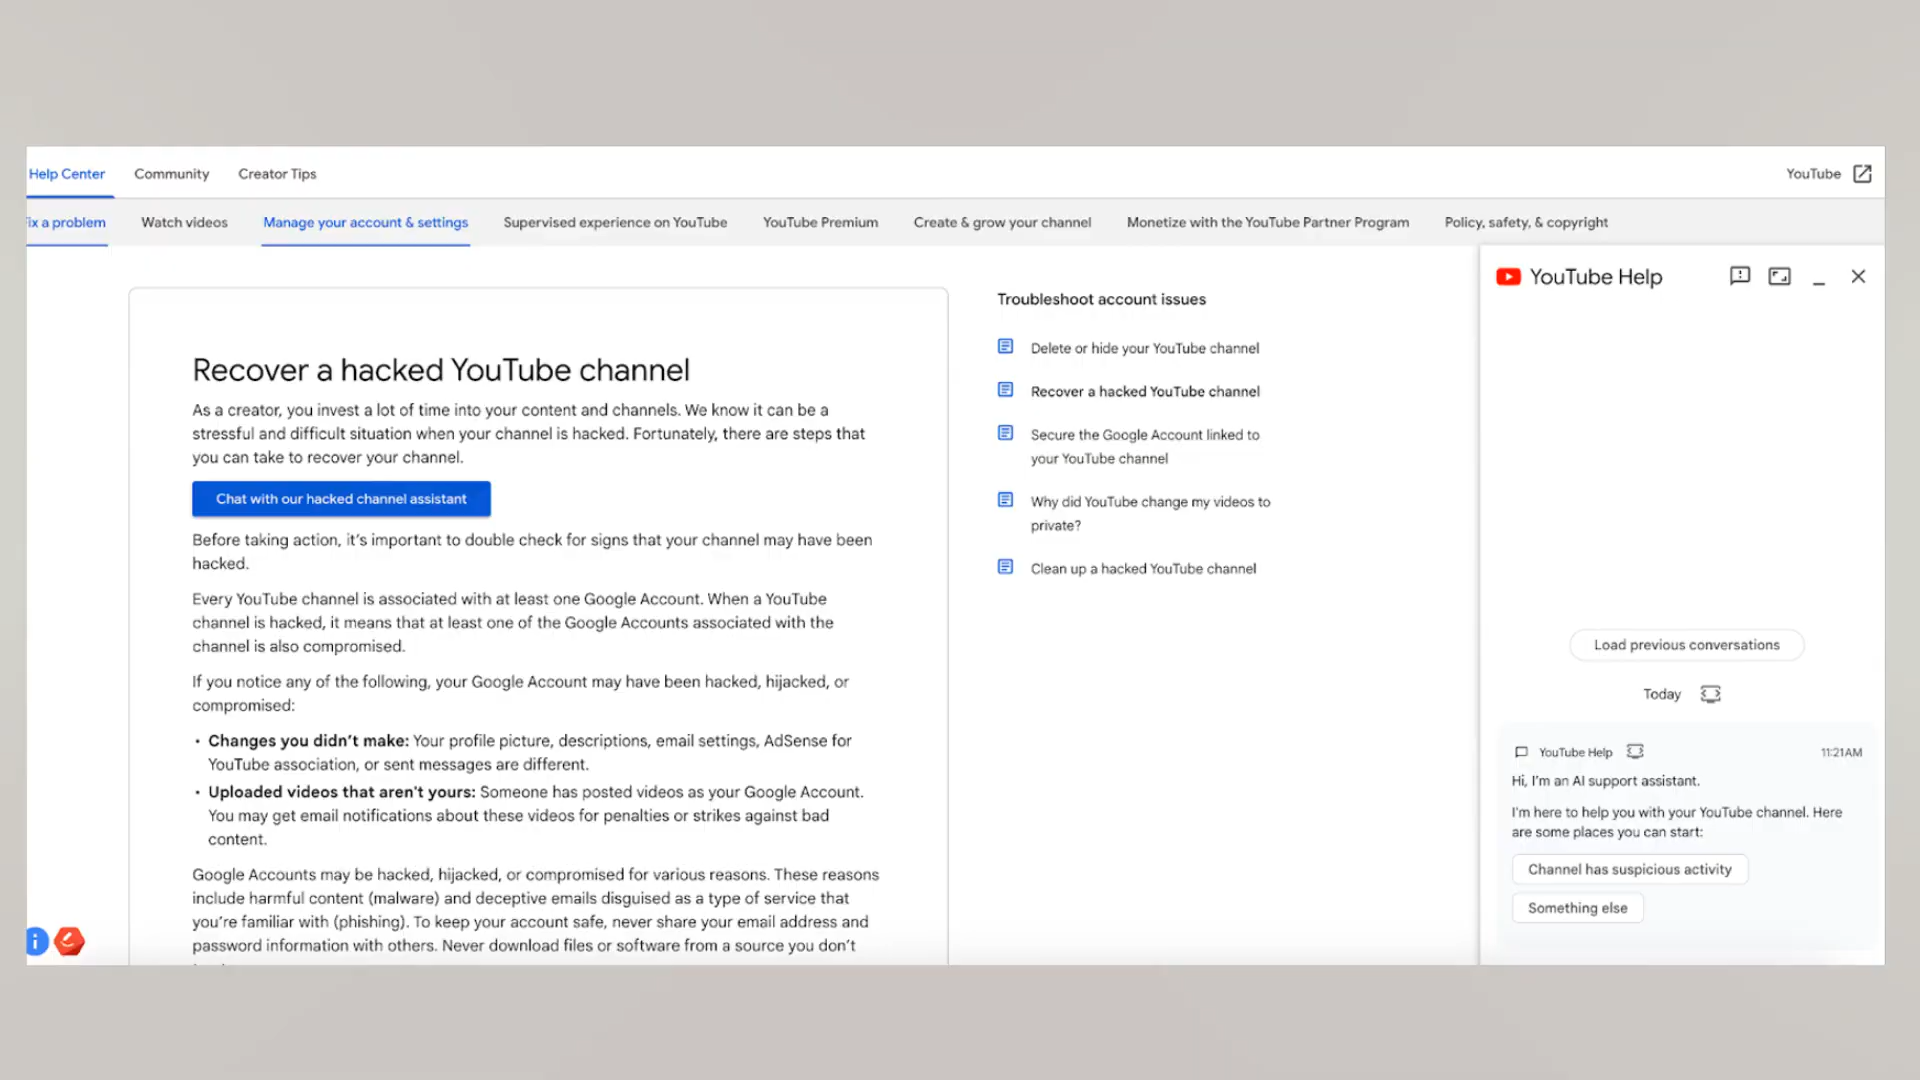 Help Center
Community
Creator Tips
YouTube
ix a problem
Watch videos
Manage your account & settings
Supervised experience on YouTube
YouTube Premium
Create & grow your channel
Monetize with the YouTube Partner Program
Policy, safety, & copyright
Recover a hacked YouTube channel
As a creator, you invest a lot of time into your content and channels. We know it can be a
stressful and difficult situation when your channel is hacked. Fortunately, there are steps that
you can take to recover your channel.
Chat with our hacked channel assistant
Before taking action, it’s important to double check for signs that your channel may have been
hacked.
Every YouTube channel is associated with at least one Google Account. When a YouTube
channel is hacked, it means that at least one of the Google Accounts associated with the
channel is also compromised.
If you notice any of the following, your Google Account may have been hacked, hijacked, or
compromised:
• Changes you didn’t make: Your profile picture, descriptions, email settings, AdSense for
YouTube association, or sent messages are different.
• Uploaded videos that aren't yours: Someone has posted videos as your Google Account.
You may get email notifications about these videos for penalties or strikes against bad
content.
Google Accounts may be hacked, hijacked, or compromised for various reasons. These reasons
include harmful content (malware) and deceptive emails disguised as a type of service that
you’re familiar with (phishing). To keep your account safe, never share your email address and
password information with others. Never download files or software from a source you don’t
Troubleshoot account issues
Delete or hide your YouTube channel
Recover a hacked YouTube channel
Secure the Google Account linked to
your YouTube channel
Why did YouTube change my videos to
private?
Clean up a hacked YouTube channel
YouTube Help
Load previous conversations
Today
YouTube Help
11:21AM
Hi, I'm an AI support assistant.
I'm here to help you with your YouTube channel. Here
are some places you can start:
Channel has suspicious activity
Something else